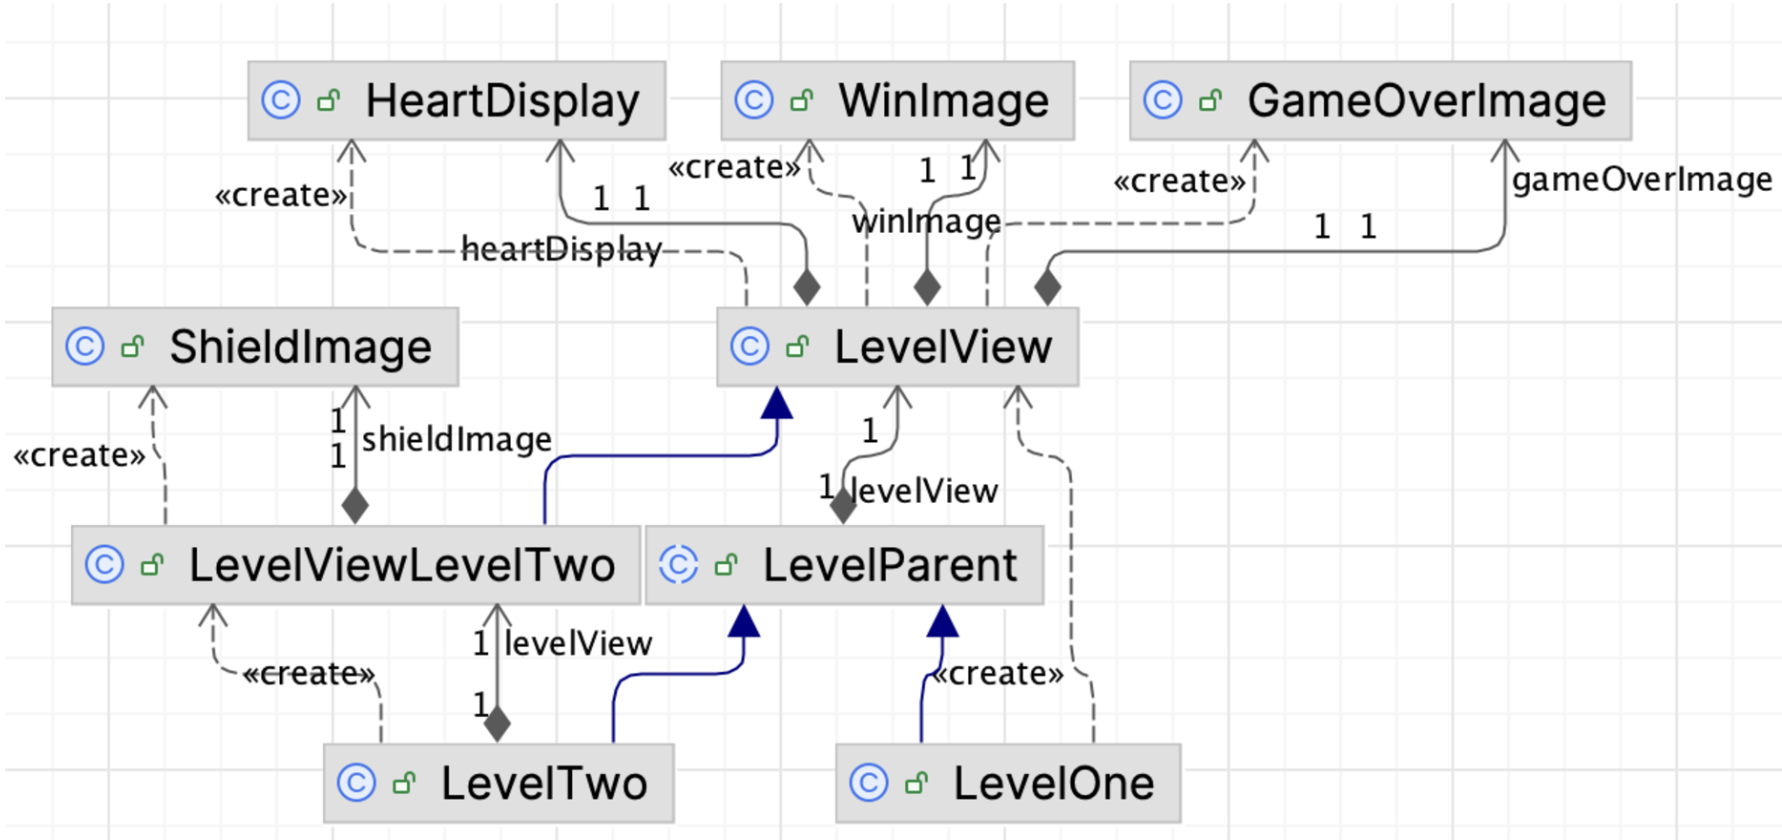 C HeartDisplay
C WinImage
C GameOverImage
«create»
1 1
heartDisplay
«create»
1 1
winImage
«create»
1 1
gameOverImage
C ShieldImage
C LevelView
«create»
1
1
shieldImage
1
1
levelView
C LevelViewLevelTwo
C LevelParent
«create»
1
levelView
1
«create»
C LevelTwo
C LevelOne